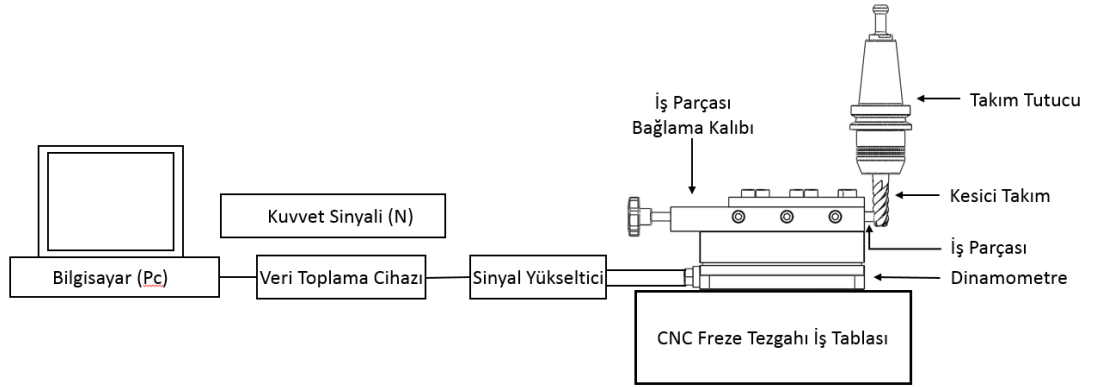 Takım Tutucu
İş Parçası
Bağlama Kalıbı
Kesici Takım
Kuvvet Sinyali (N)
İş Parçası
Bilgisayar (Pc)
Veri Toplama Cihazı
Sinyal Yükseltici
Dinamometre
CNC Freze Tezgahı İş Tablası